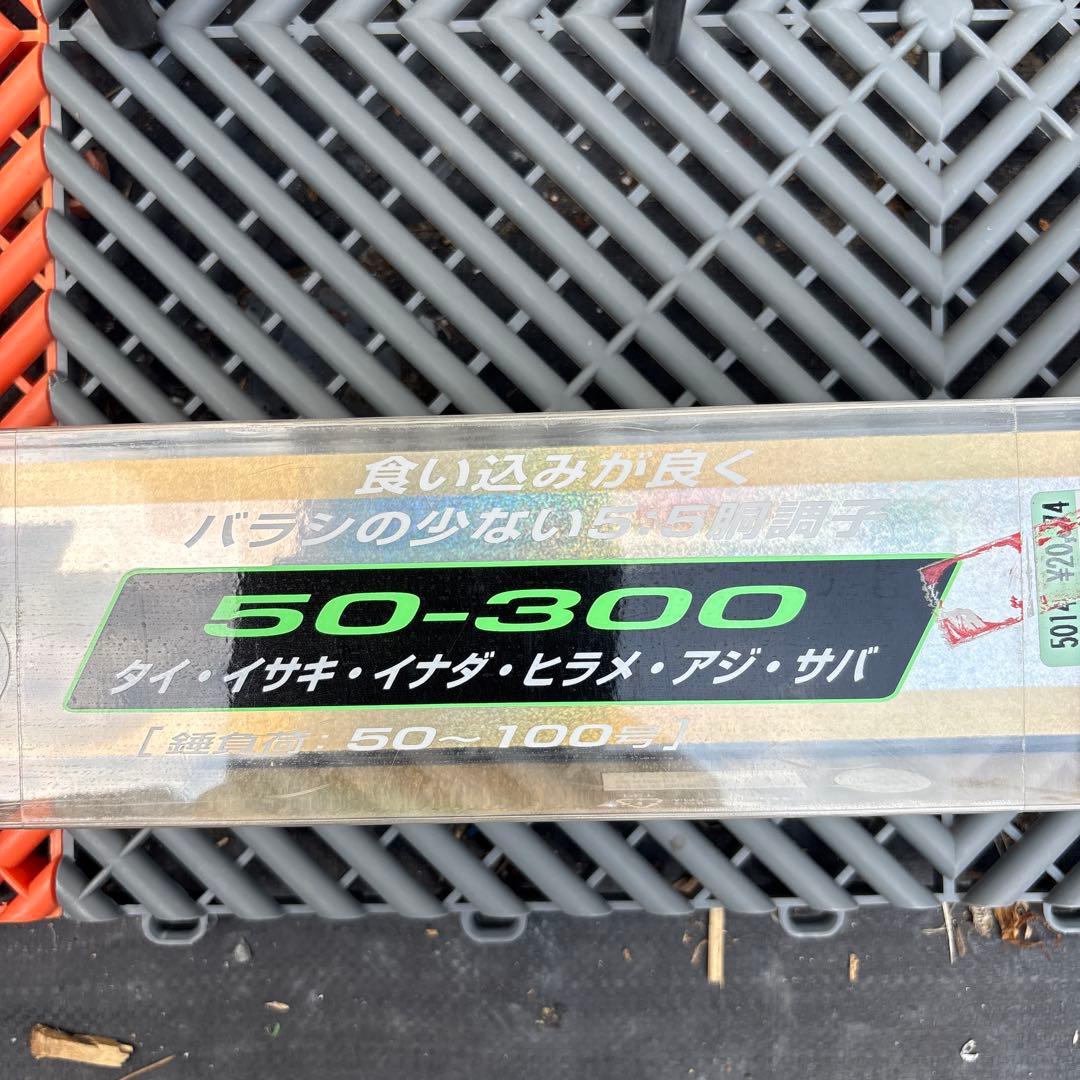 食い込みが良く
バラシの少ない5:5胴調子
50-300
タイ・イサキ・イナダ・ヒラメ・アジ・サバ
[錘負荷:50〜100号]